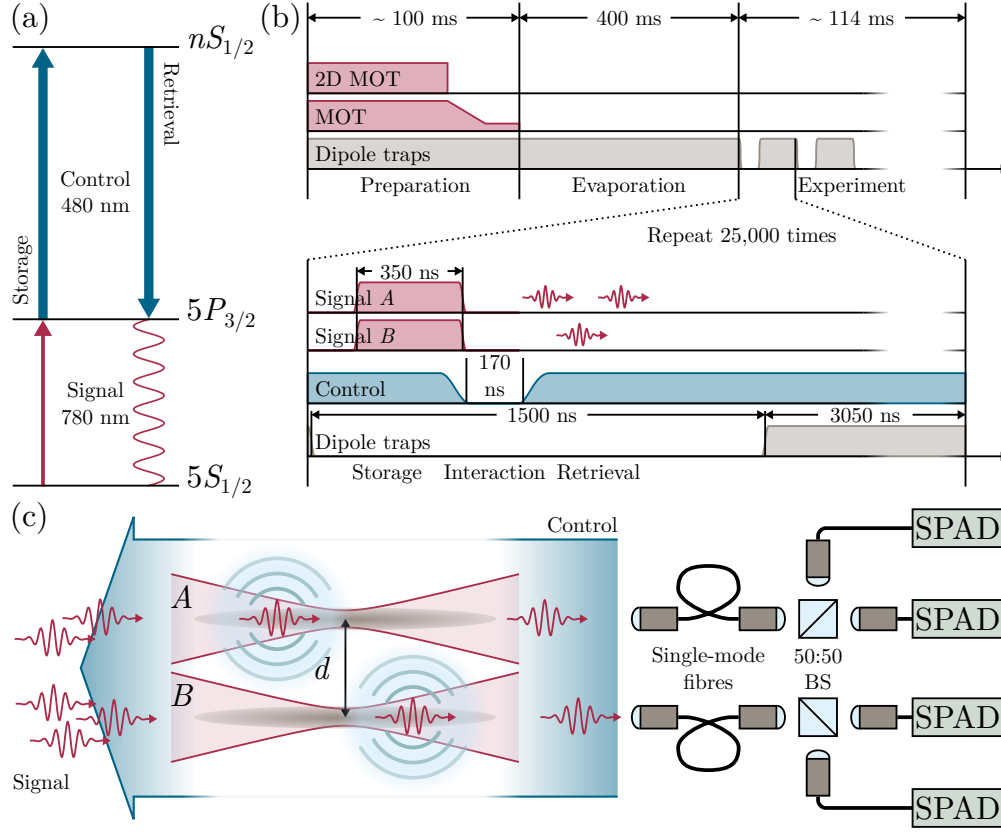 (a)
nS1/2
Retrieval
Control
480 nm
Storage
5P3/2
Signal
780 nm
5S1/2
(b)
~ 100 ms
400 ms
~ 114 ms
2D MOT
MOT
Dipole traps
Preparation
Evaporation
Experiment
Repeat 25,000 times
350 ns
Signal A
Signal B
170
ns
Control
1500 ns
3050 ns
Dipole traps
Storage
Interaction
Retrieval
(c)
Control
A
B
d
Signal
Single-mode
fibres
50:50
BS
SPAD
SPAD
SPAD
SPAD